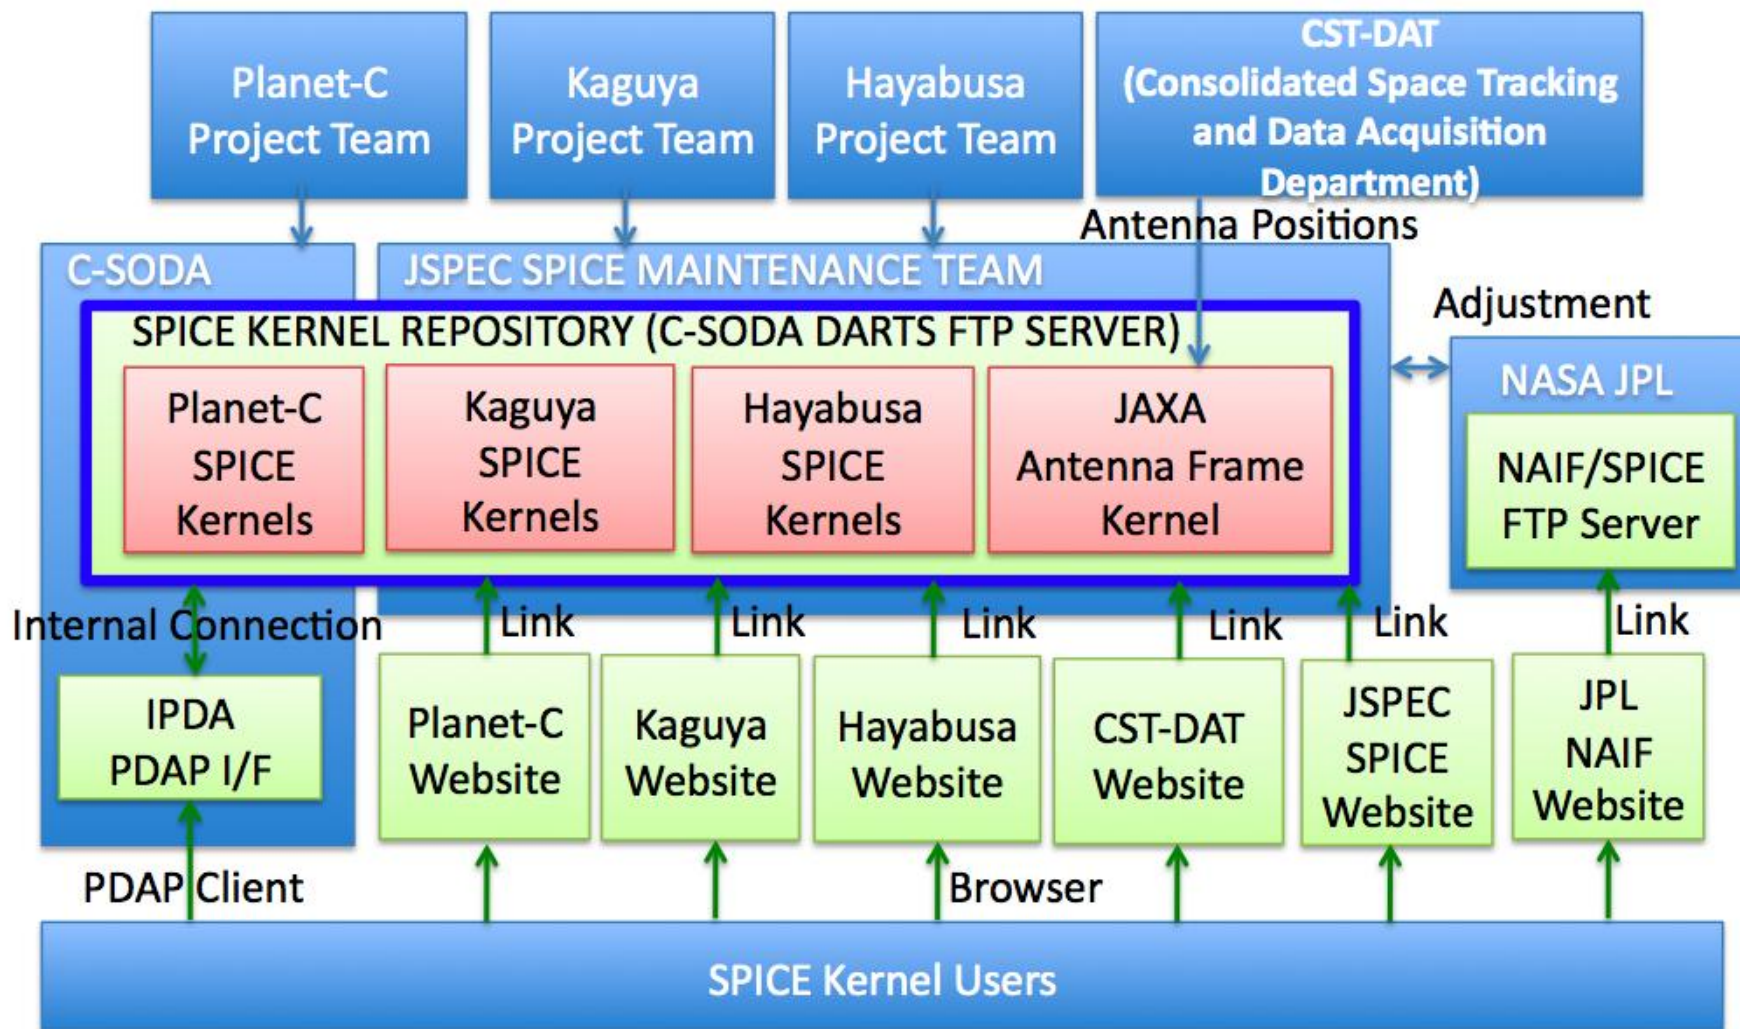 Planet-C
Project Team
Kaguya
Project Team
Hayabusa
Project Team
CST-DAT
(Consolidated Space Tracking
and Data Acquisition
Department)
Antenna Positions
C-SODA
JSPEC SPICE MAINTENANCE TEAM
Adjustment
SPICE KERNEL REPOSITORY (C-SODA DARTS FTP SERVER)
Planet-C
SPICE
Kernels
Kaguya
SPICE
Kernels
Hayabusa
SPICE
Kernels
JAXA
Antenna Frame
Kernel
NASA JPL
NAIF/SPICE
FTP Server
Internal Connection
Link
Link
Link
Link
Link
Link
IPDA
PDAP I/F
Planet-C
Website
Kaguya
Website
Hayabusa
Website
CST-DAT
Website
JSPEC
SPICE
Website
JPL
NAIF
Website
PDAP Client
Browser
SPICE Kernel Users